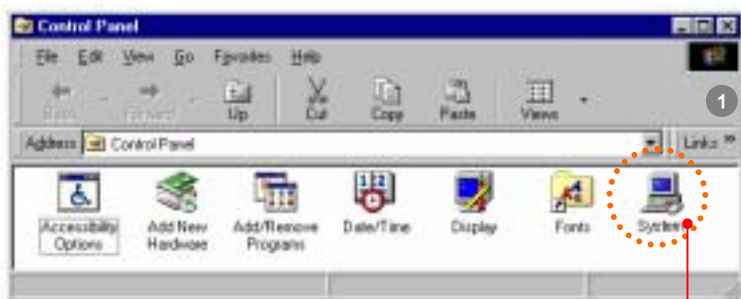 Control Panel
File Edit View Go Favorites Help
Back Forward Up Cut Copy Paste Views
1
Address Control Panel Links »
Accessibility Options
Add New Hardware
Add/Remove Programs
Date/Time
Display
Fonts
System